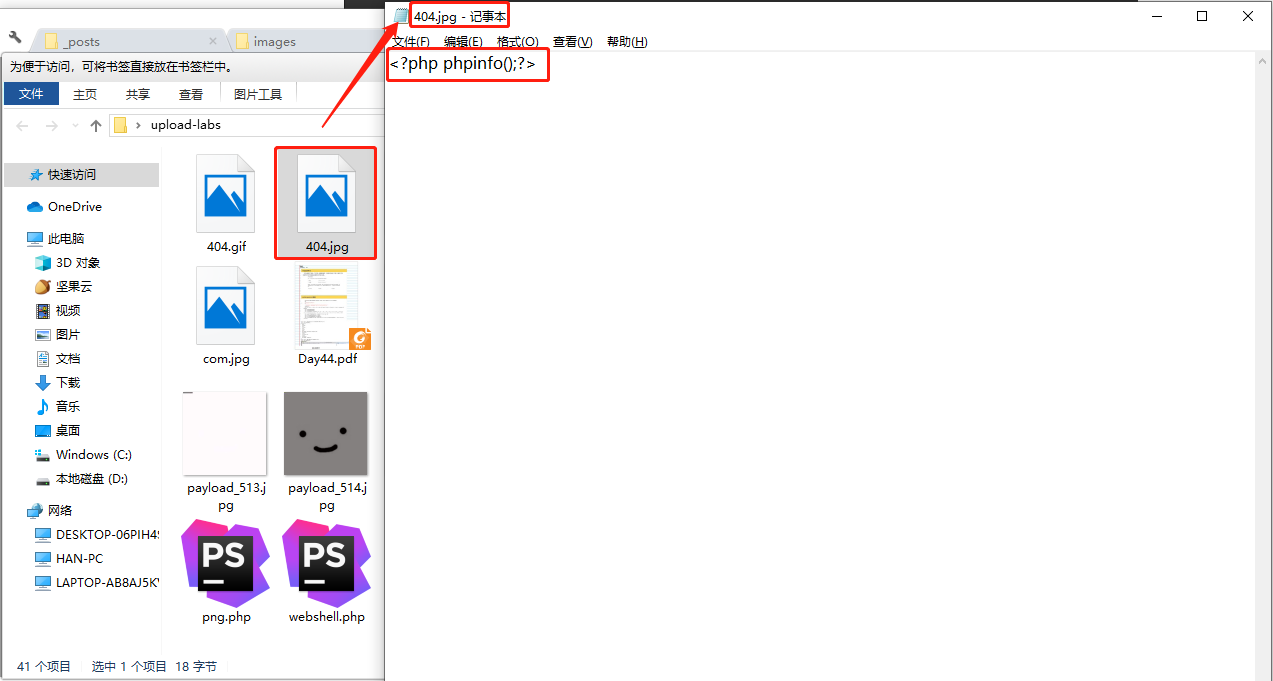 _posts
images
为便于访问，可将书签直接放在书签栏中。
文件 主页 共享 查看 图片工具
upload-labs
快速访问
OneDrive
此电脑
3D 对象
坚果云
视频
图片
文档
下载
音乐
桌面
Windows (C:)
本地磁盘 (D:)
网络
DESKTOP-06PIH4
HAN-PC
LAPTOP-AB8AJ5K
404.gif
404.jpg
com.jpg
Day44.pdf
PDF
payload_513.j
pg
payload_514.j
pg
PS
PS
png.php
webshell.php
41 个项目 选中 1 个项目 18 字节
404.jpg - 记事本
文件(F) 编辑(E) 格式(O) 查看(V) 帮助(H)
<?php phpinfo();?>